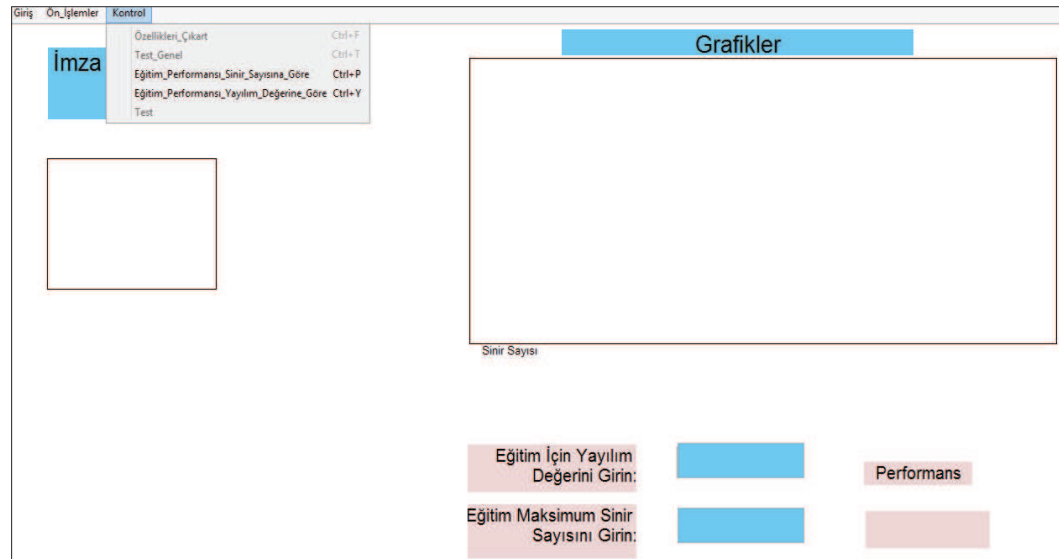 Giriş Ön_İşlemler Kontrol
Özellikleri_Çıkart Ctrl+F
Test_Genel Ctrl+T
Eğitim_Performansı_Sinir_Sayısına_Göre Ctrl+P
Eğitim_Performansı_Yayılım_Değerine_Göre Ctrl+Y
Test
İmza
Grafikler
Sinir Sayısı
Eğitim İçin Yayılım
Değerini Girin:
Performans
Eğitim Maksimum Sinir
Sayısını Girin: